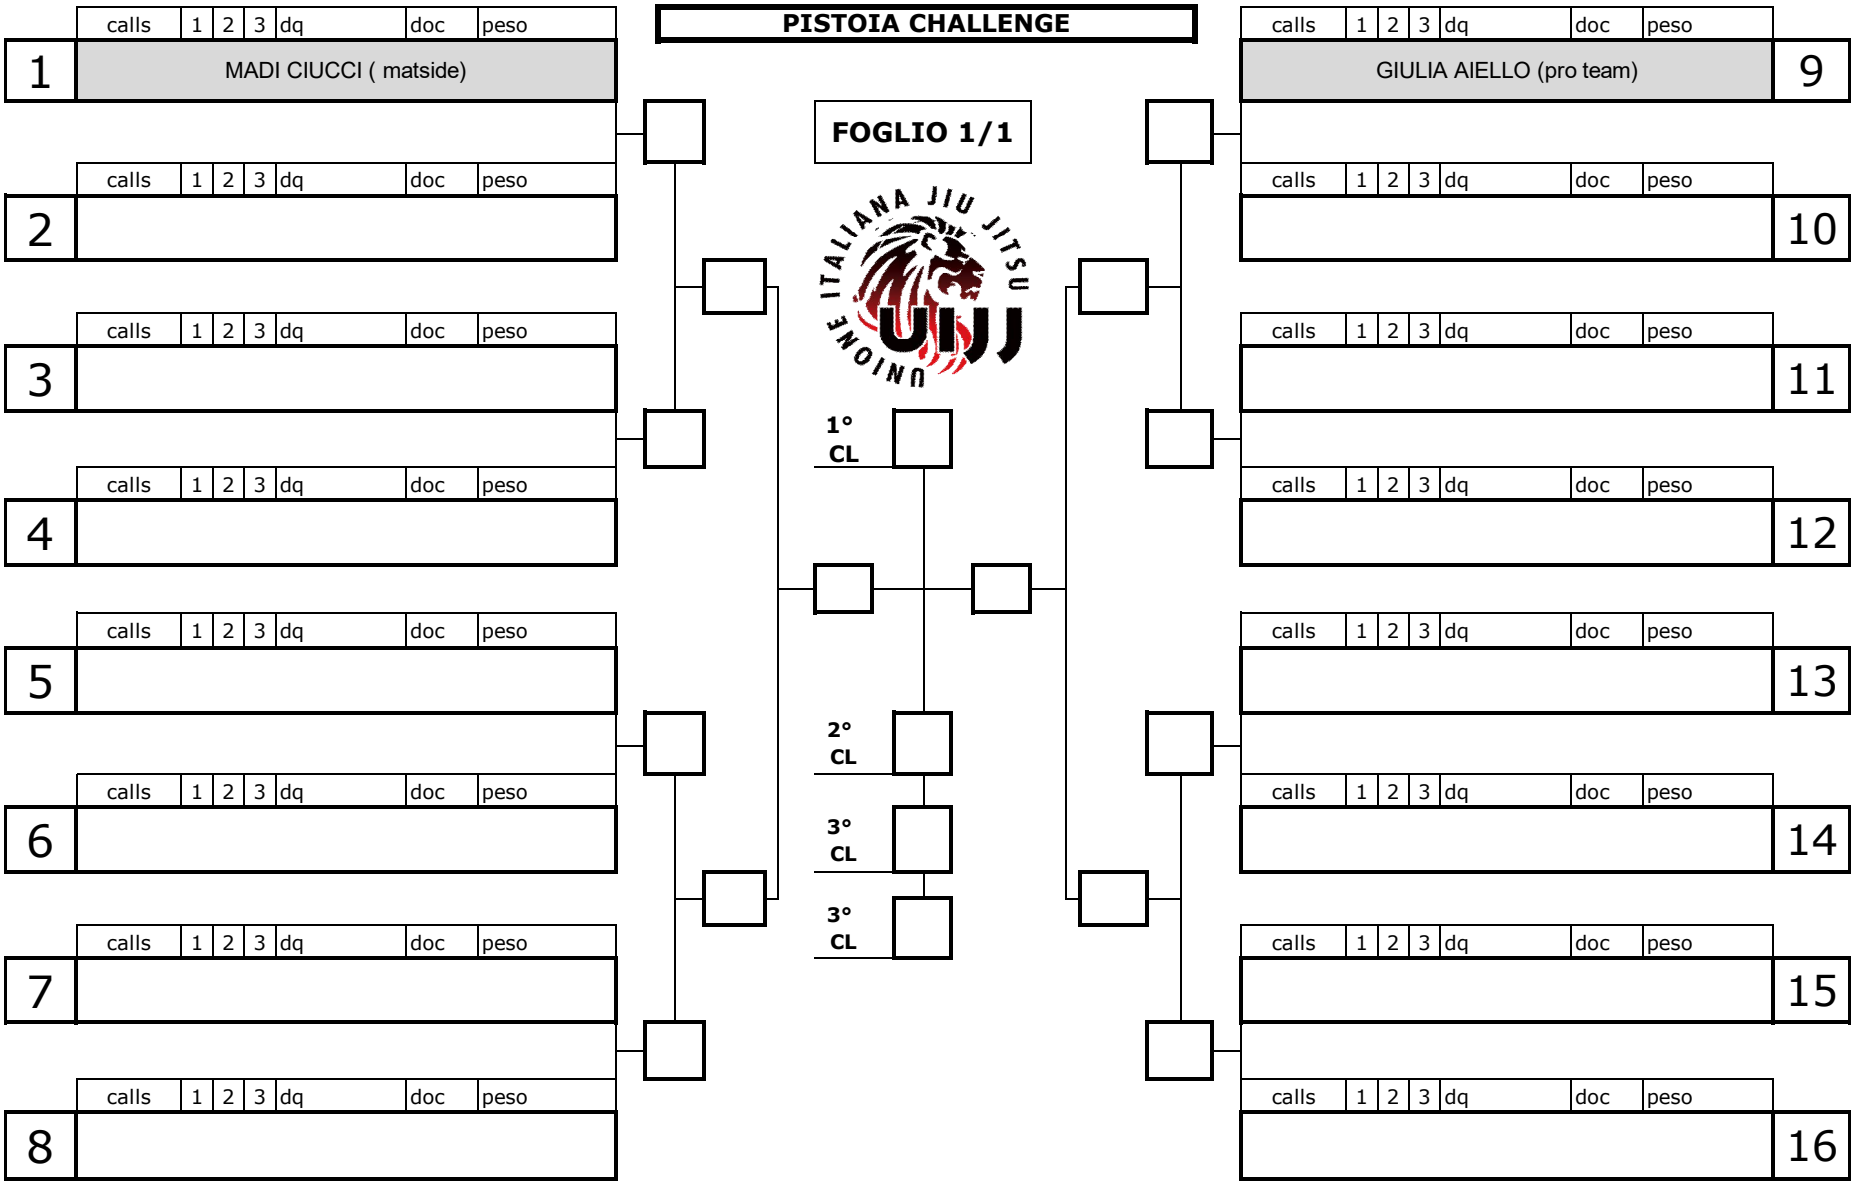 PISTOIA CHALLENGE
calls 1 2 3 dq doc peso
1 MADI CIUCCI ( matside)
calls 1 2 3 dq doc peso
2
calls 1 2 3 dq doc peso
3
calls 1 2 3 dq doc peso
4
calls 1 2 3 dq doc peso
5
calls 1 2 3 dq doc peso
6
calls 1 2 3 dq doc peso
7
calls 1 2 3 dq doc peso
8
FOGLIO 1/1
UNIONE ITALIANA JIU JITSU
UIJJ
1°
CL
2°
CL
3°
CL
3°
CL
calls 1 2 3 dq doc peso
GIULIA AIELLO (pro team) 9
calls 1 2 3 dq doc peso
10
calls 1 2 3 dq doc peso
11
calls 1 2 3 dq doc peso
12
calls 1 2 3 dq doc peso
13
calls 1 2 3 dq doc peso
14
calls 1 2 3 dq doc peso
15
calls 1 2 3 dq doc peso
16